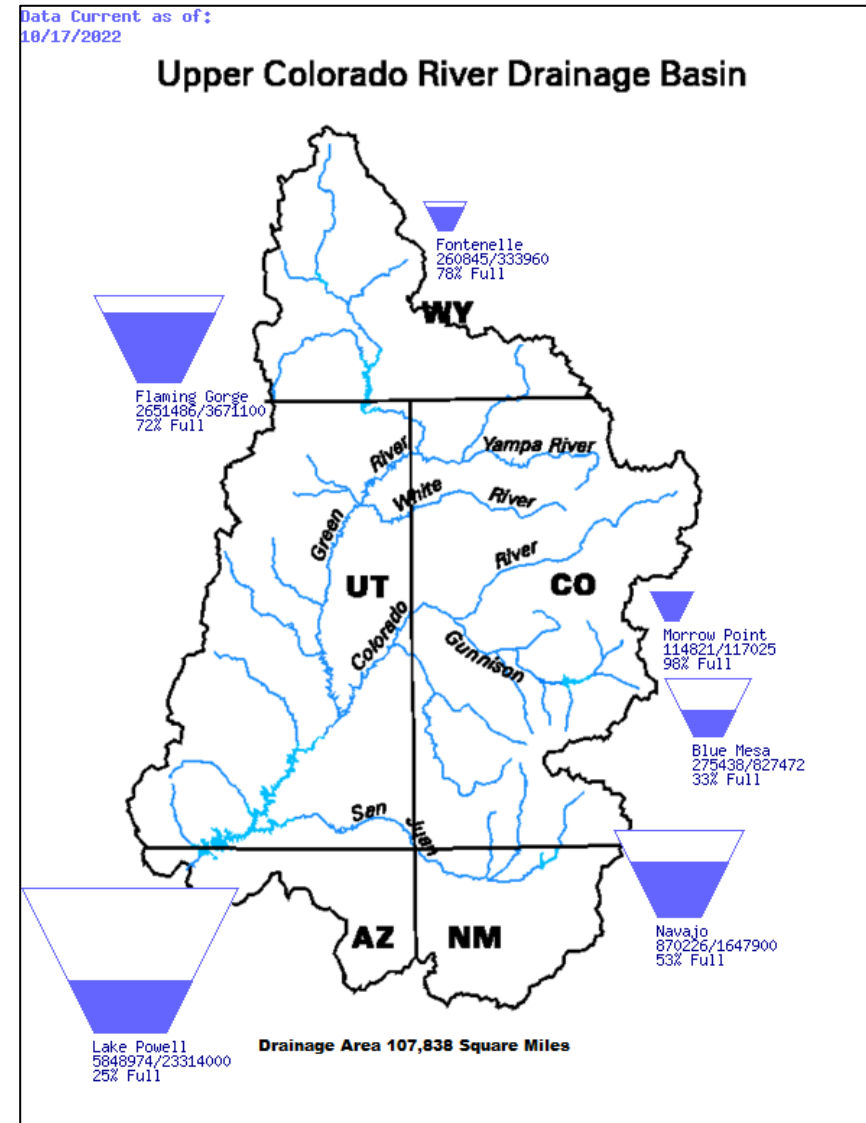 Data Current as of:
10/17/2022
Upper Colorado River Drainage Basin
Fontenelle
260845/333960
78% Full
WY
Flaming Gorge
2651486/3671100
72% Full
River
Yampa River
White
River
Green
River
UT
CO
Colorado
Gunnison
Morrow Point
114821/117025
98% Full
Blue Mesa
275438/827472
33% Full
San
Juan
Navajo
870226/1647900
53% Full
AZ
NM
Lake Powell
5848974/23314000
25% Full
Drainage Area 107,838 Square Miles